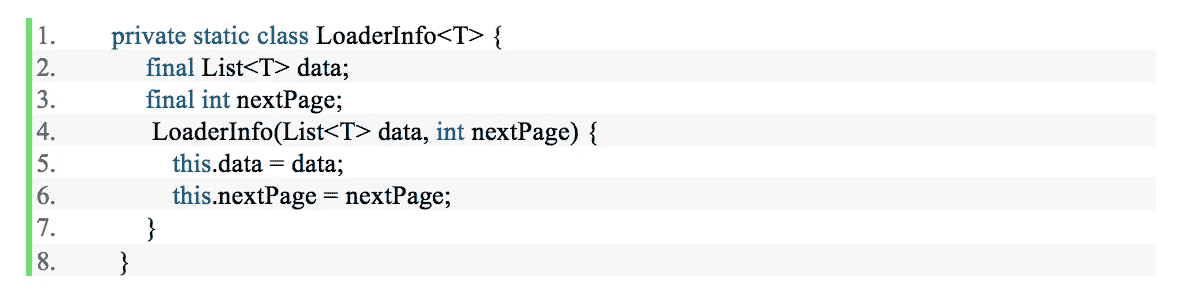 1. private static class LoaderInfo<T> {
2. final List<T> data;
3. final int nextPage;
4. LoaderInfo(List<T> data, int nextPage) {
5. this.data = data;
6. this.nextPage = nextPage;
7. }
8. }